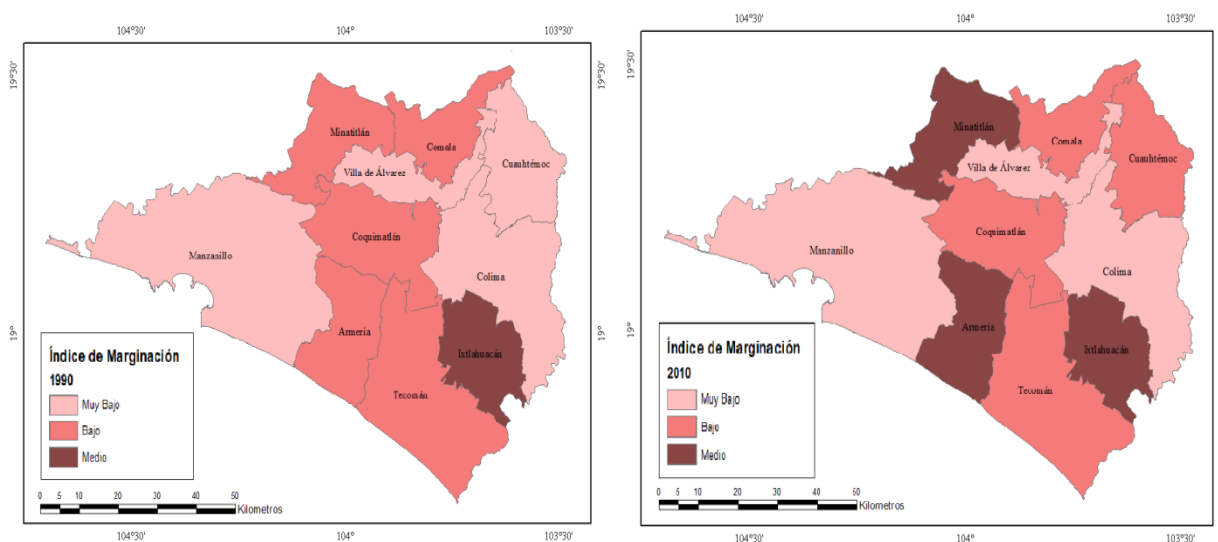 104°30'
104°
103°30'
19°30'
19°
Minatitlán
Comala
Cuauhtémoc
Villa de Álvarez
Coquimatlán
Manzanillo
Colima
Armeria
Ixtlahuacán
Tecomán
Índice de Marginación
1990
Muy Bajo
Bajo
Medio
0 5 10 20 30 40 50
Kilometros
104°30'
104°
103°30'
104°30'
104°
103°30'
19°30'
19°30'
19°
19°
Minatitlán
Comala
Cuauhtémoc
Villa de Álvarez
Coquimatlán
Manzanillo
Colima
Armería
Ixtlahuacán
Tecomán
Índice de Marginación
2010
Muy Bajo
Bajo
Medio
0 5 10 20 30 40 50
Kilometros
104°30'
104°
103°30'